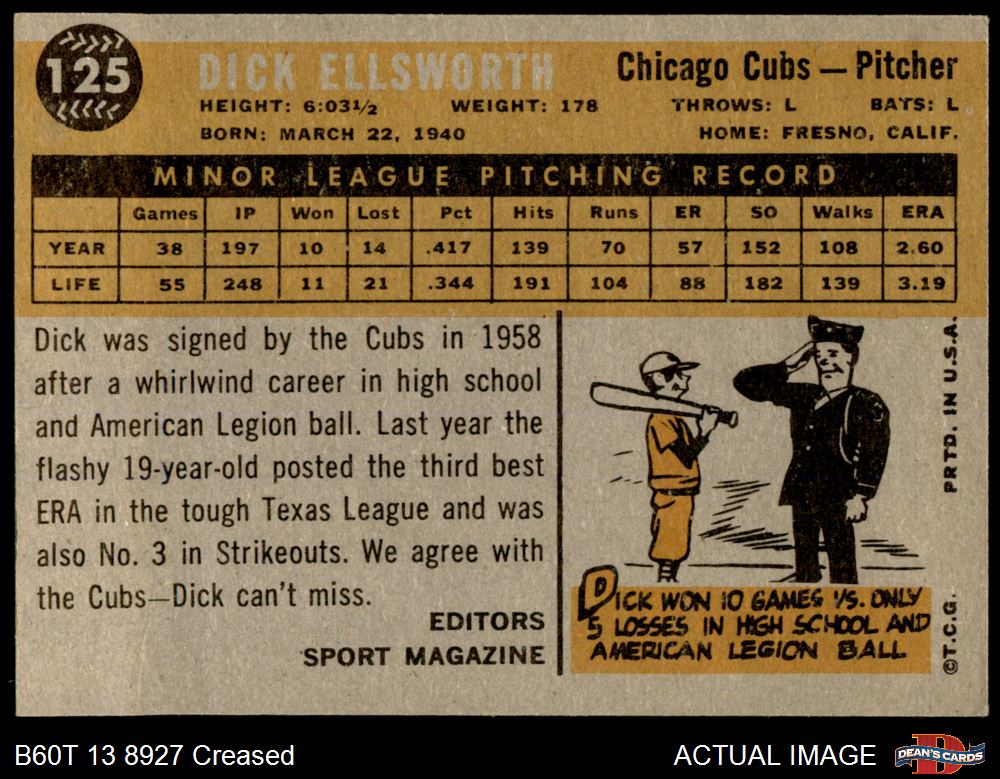 125
DICK ELLSWORTH
Chicago Cubs — Pitcher
HEIGHT: 6:03½ WEIGHT: 178 THROWS: L BATS: L
BORN: MARCH 22, 1940 HOME: FRESNO, CALIF.
MINOR LEAGUE PITCHING RECORD
Games IP Won Lost Pct Hits Runs ER SO Walks ERA
YEAR 38 197 10 14 .417 139 70 57 152 108 2.60
LIFE 55 248 11 21 .344 191 104 88 182 139 3.19
Dick was signed by the Cubs in 1958
after a whirlwind career in high school
and American Legion ball. Last year the
flashy 19-year-old posted the third best
ERA in the tough Texas League and was
also No. 3 in Strikeouts. We agree with
the Cubs—Dick can't miss.
EDITORS
SPORT MAGAZINE
DICK WON 10 GAMES VS. ONLY
5 LOSSES IN HIGH SCHOOL AND
AMERICAN LEGION BALL
©T.C.G. PRTD. IN U.S.A.
B60T 13 8927 Creased
ACTUAL IMAGE
DEAN'S CARDS